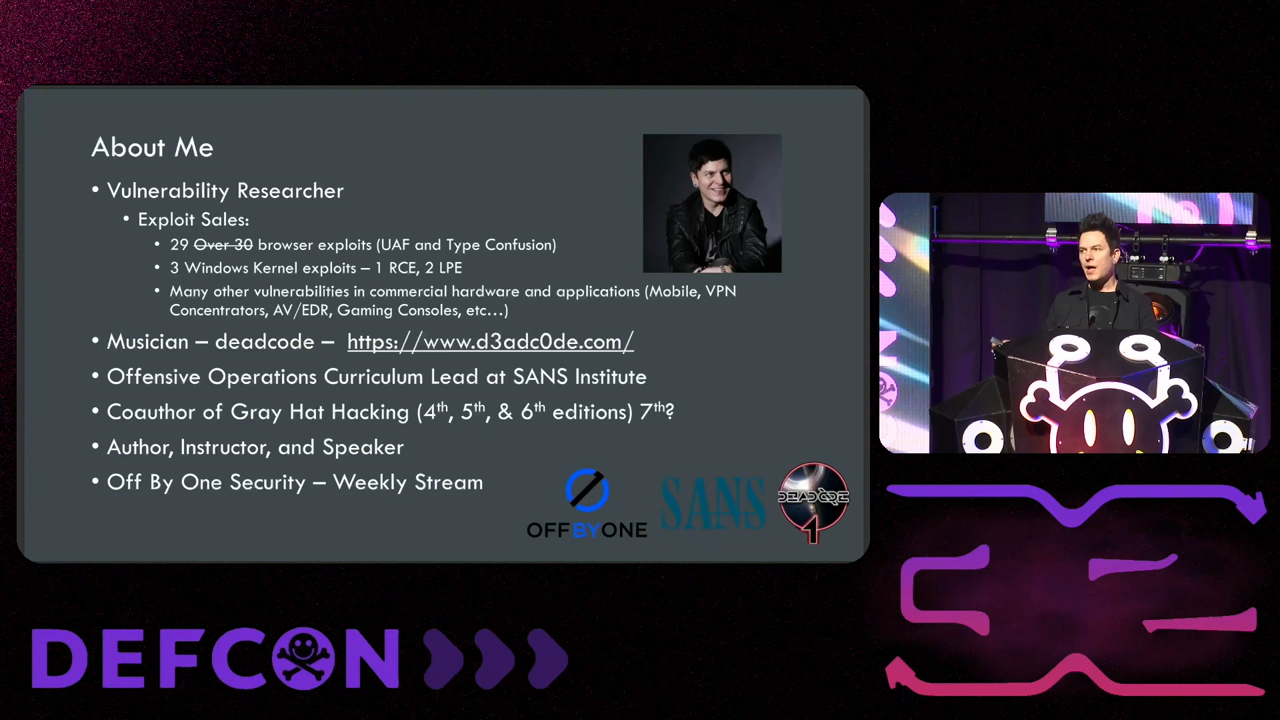 About Me
• Vulnerability Researcher
• Exploit Sales:
• 29 Over 30 browser exploits (UAF and Type Confusion)
• 3 Windows Kernel exploits – 1 RCE, 2 LPE
• Many other vulnerabilities in commercial hardware and applications (Mobile, VPN
Concentrators, AV/EDR, Gaming Consoles, etc…)
• Musician – deadcode – https://www.d3adc0de.com/
• Offensive Operations Curriculum Lead at SANS Institute
• Coauthor of Gray Hat Hacking (4th, 5th, & 6th editions) 7th?
• Author, Instructor, and Speaker
• Off By One Security – Weekly Stream
OFFBYONE
SANS
DEADC0DE
DEFCON